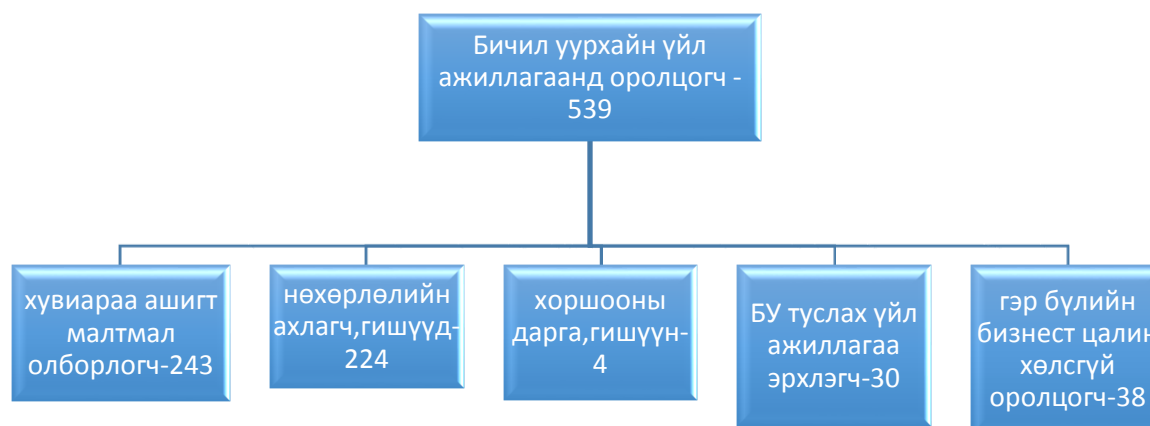 Бичил уурхайн үйл
ажиллагаанд оролцогч -
539
хувиараа ашигт
малтмал
олборлогч-243
нөхөрлөлийн
ахлагч,гишүүд-
224
хоршооны
дарга,гишүүн-
4
БУ туслах үйл
ажиллагаа
эрхлэгч-30
гэр бүлийн
бизнест цалин
хөлсгүй
оролцогч-38